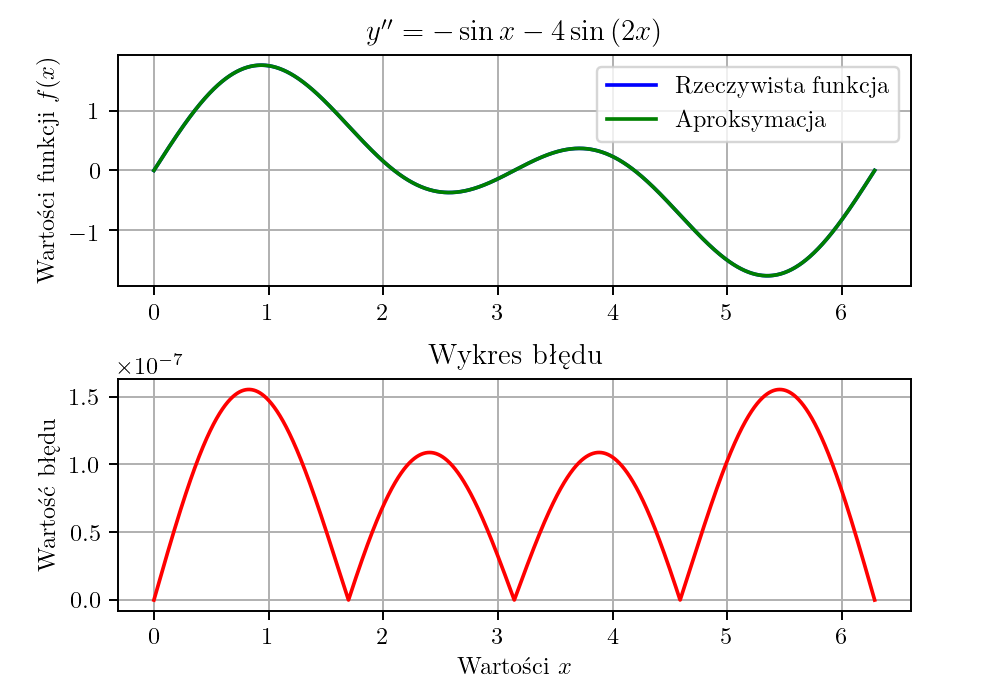 y′′ = − sin x − 4 sin (2x)
Wartości funkcji f(x)
1
0
−1
Rzeczywista funkcja
Aproksymacja
0 1 2 3 4 5 6
Wykres błędu
×10⁻⁷
Wartość błędu
1.5
1.0
0.5
0.0
0 1 2 3 4 5 6
Wartości x